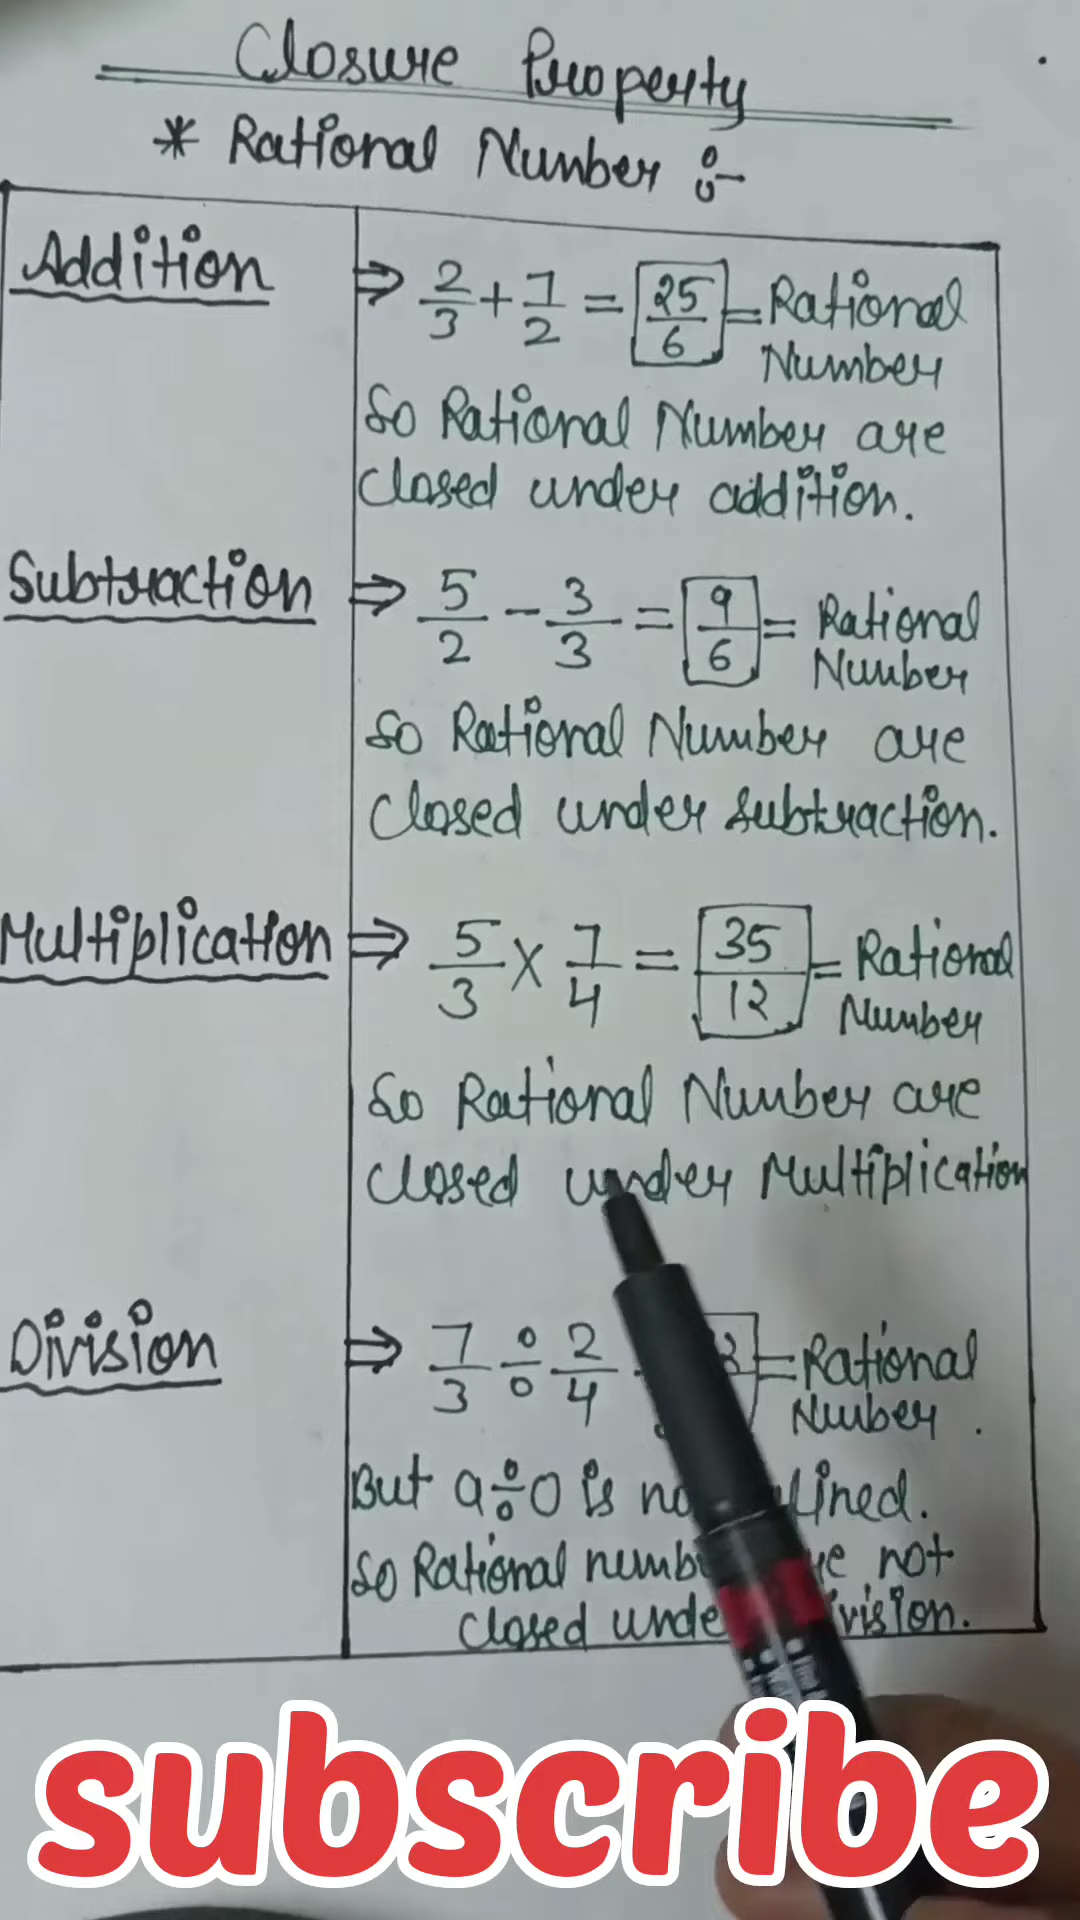 Closure Property
* Rational Number :-
Addition ⇒ 2/3 + 7/2 = 25/6 = Rational
Number
So Rational Number are
closed under addition.
Subtraction ⇒ 5/2 - 3/3 = 9/6 = Rational
Number
So Rational Number are
closed under subtraction.
Multiplication ⇒ 5/3 × 7/4 = 35/12 = Rational
Number
So Rational Number are
closed under Multiplication
Division ⇒ 7/3 ÷ 2/4 = Rational
Number.
But a÷0 is
So Rational not
closed under division.
subscribe